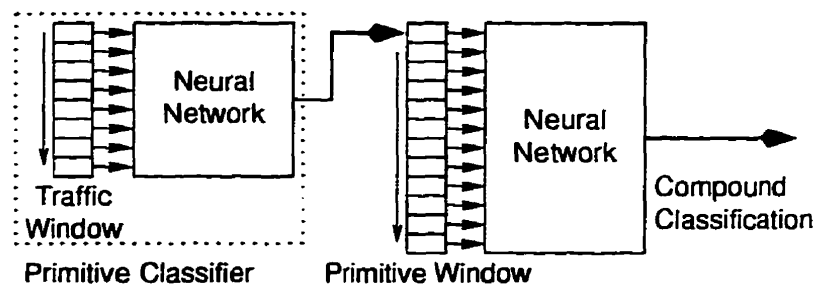 Neural
Network
Traffic
Window
Primitive Classifier
Neural
Network
Primitive Window
Compound
Classification